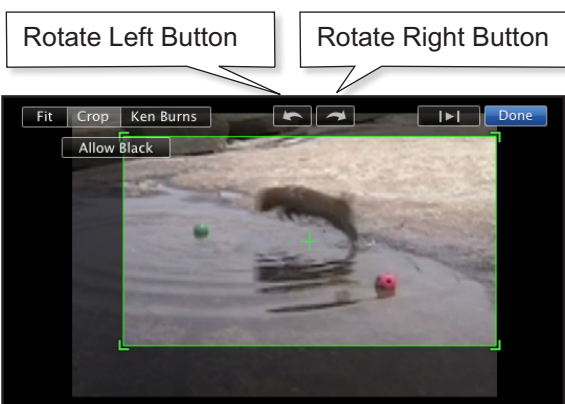 Rotate Left Button
Rotate Right Button
Fit
Crop
Ken Burns
Done
Allow Black